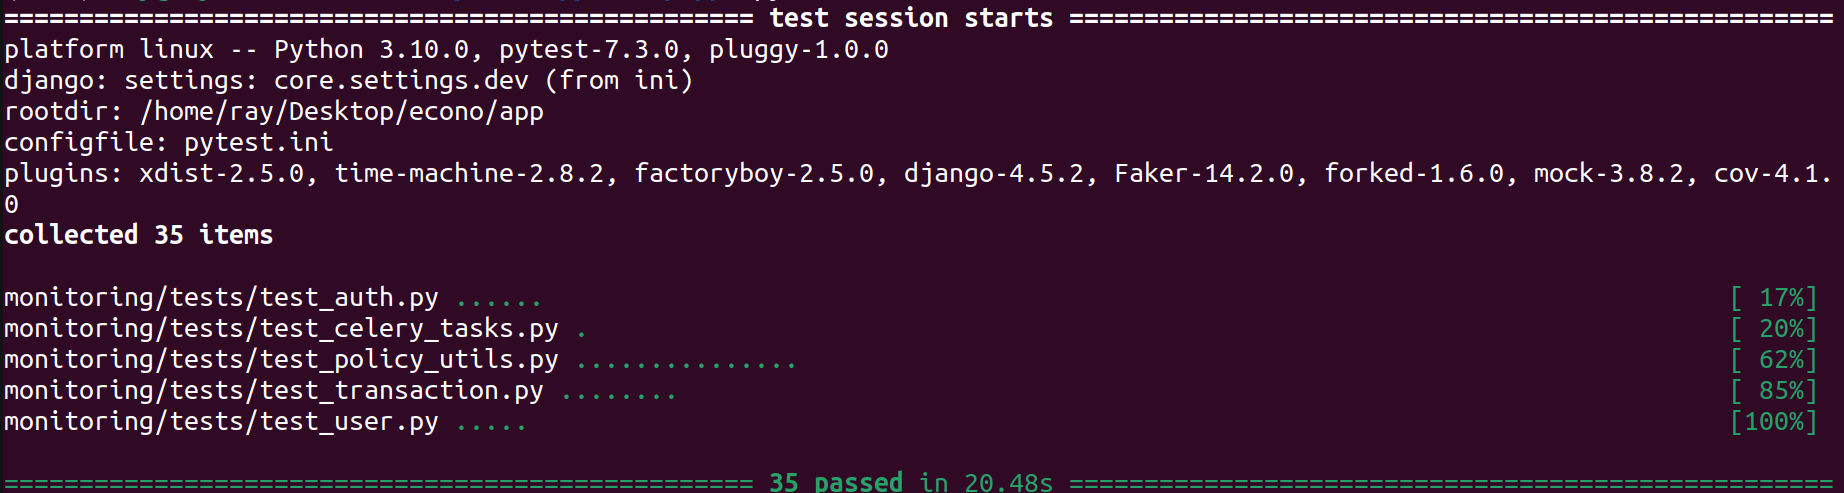 ================================================== test session starts ===================================================
platform linux -- Python 3.10.0, pytest-7.3.0, pluggy-1.0.0
django: settings: core.settings.dev (from ini)
rootdir: /home/ray/Desktop/econo/app
configfile: pytest.ini
plugins: xdist-2.5.0, time-machine-2.8.2, factoryboy-2.5.0, django-4.5.2, Faker-14.2.0, forked-1.6.0, mock-3.8.2, cov-4.1.
0
collected 35 items
monitoring/tests/test_auth.py ...... [ 17%]
monitoring/tests/test_celery_tasks.py . [ 20%]
monitoring/tests/test_policy_utils.py ............... [ 62%]
monitoring/tests/test_transaction.py ........ [ 85%]
monitoring/tests/test_user.py ..... [100%]
================================================== 35 passed in 20.48s ===================================================